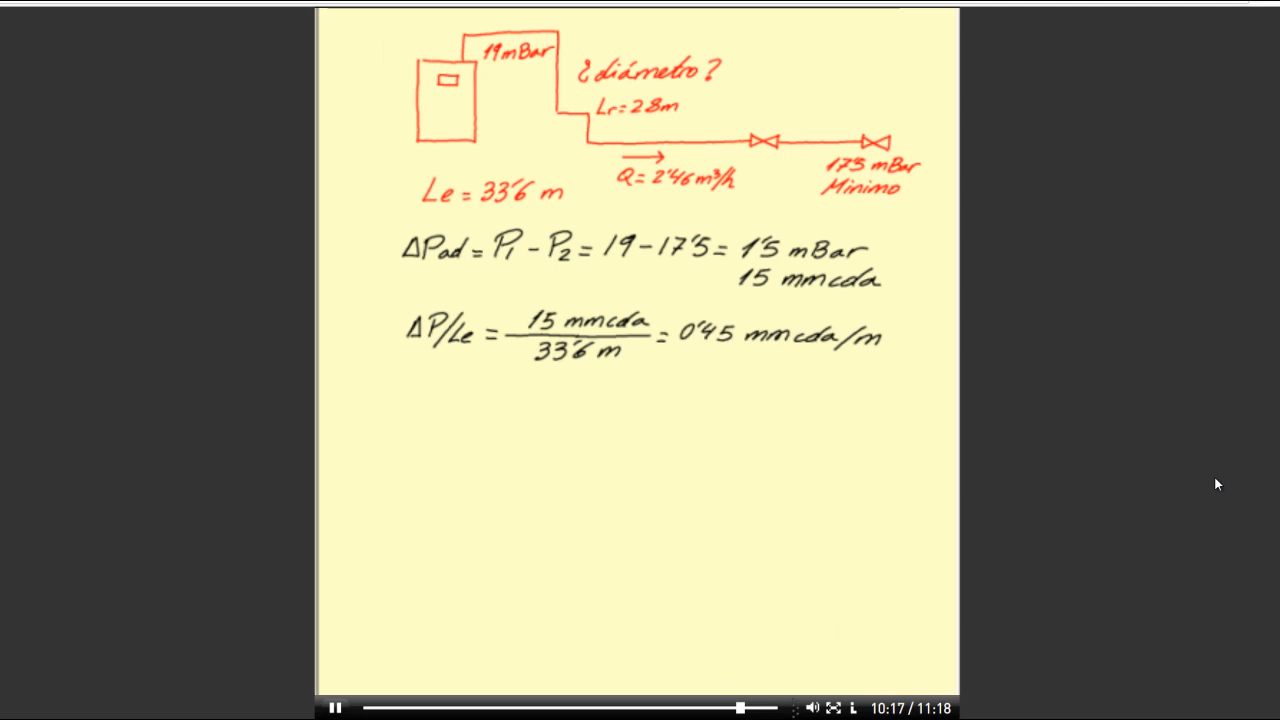 19 mBar
¿diámetro?
Lr = 28m
Q = 2'46 m³/h
17'5 mBar
Mínimo
Le = 33'6 m
ΔPad = P₁ - P₂ = 19 - 17'5 = 1'5 mBar
15 mmcda
ΔP/Le = 15 mmcda / 33'6 m = 0'45 mmcda/m
10:17 / 11:18